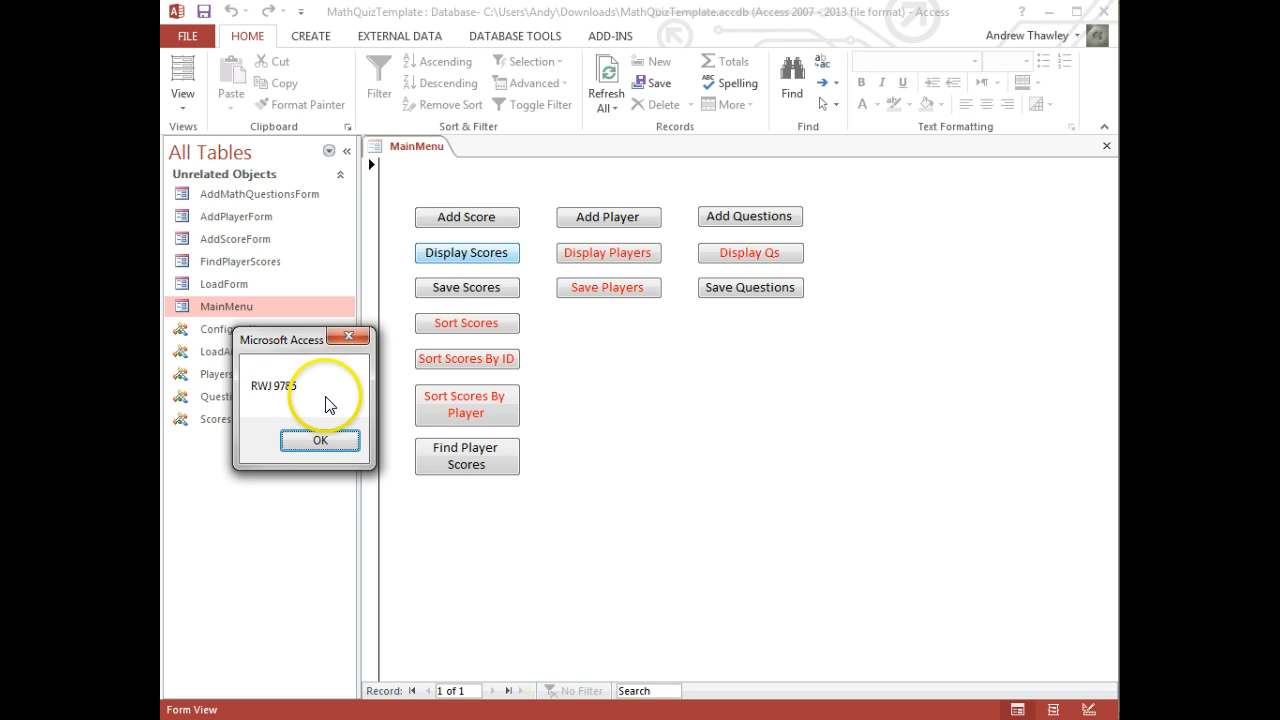 MathQuizTemplate : Database- C:\Users\Andy\Downloads\MathQuizTemplate.accdb (Access 2007 - 2013 file format) - Access
FILE HOME CREATE EXTERNAL DATA DATABASE TOOLS ADD-INS Andrew Thawley
View
Views
Paste
Cut
Copy
Format Painter
Clipboard
Filter
Ascending
Descending
Remove Sort
Selection
Advanced
Toggle Filter
Sort & Filter
Refresh
All
New
Save
Delete
Totals
Spelling
More
Records
Find
Find
Text Formatting
All Tables
Unrelated Objects
AddMathQuestionsForm
AddPlayerForm
AddScoreForm
FindPlayerScores
LoadForm
MainMenu
Players
Scores
MainMenu
Add Score Add Player Add Questions
Display Scores Display Players Display Qs
Save Scores Save Players Save Questions
Sort Scores
Sort Scores By ID
Sort Scores By
Player
Find Player
Scores
Microsoft Access
RWJ 9785
OK
Record: 1 of 1 No Filter Search
Form View